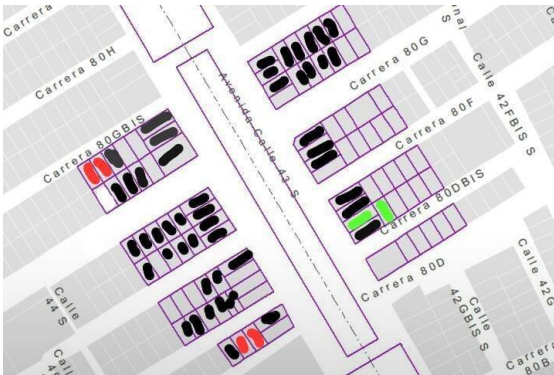 Carrera
Carrera 80H
Carrera 80GBIS
Avenida Calle 43 S
Carrera 80G
Carrera 80F
Calle 42FBIS S
Carrera 80DBIS
Carrera 80D
Calle
44 S
Calle
42GBIS S
Calle 42G
Carrera
80B